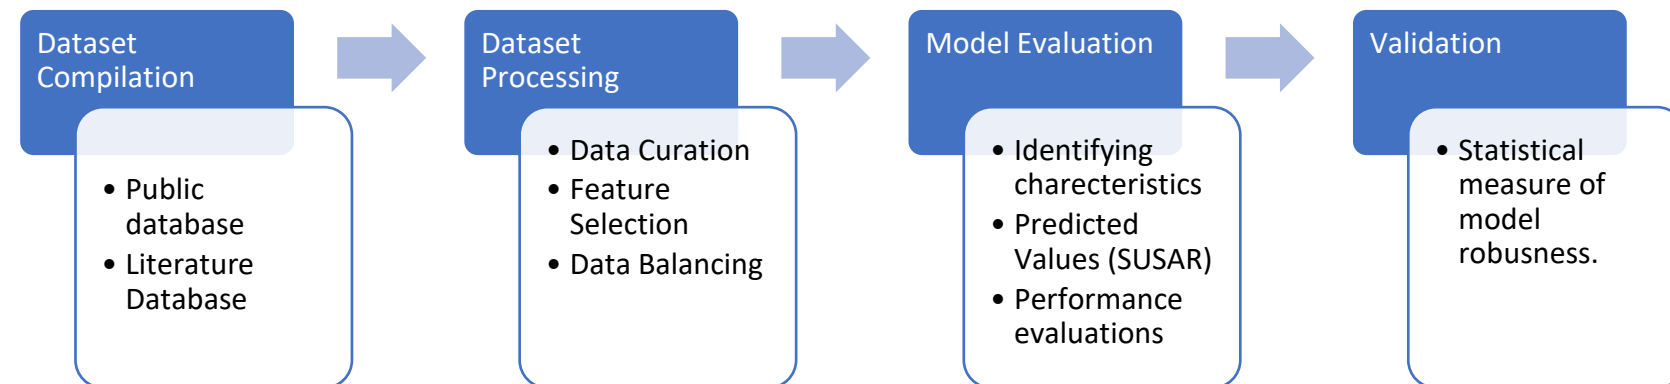 Dataset
Compilation
• Public
database
• Literature
Database
Dataset
Processing
• Data Curation
• Feature
Selection
• Data Balancing
Model Evaluation
• Identifying
charecteristics
• Predicted
Values (SUSAR)
• Performance
evaluations
Validation
• Statistical
measure of
model
robusness.